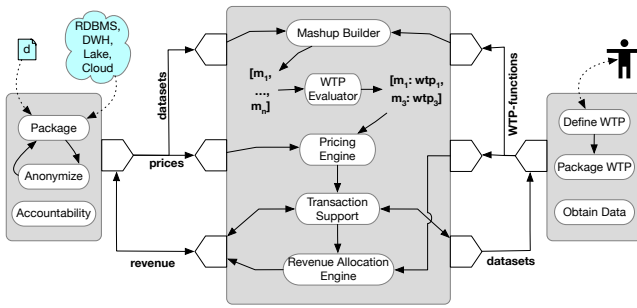 RDBMS,
DWH,
Lake,
Cloud
d
Package
Anonymize
Accountability
datasets
prices
revenue
Mashup Builder
[m1,
...,
mn]
WTP
Evaluator
[m1: wtp1,
m3: wtp3]
Pricing
Engine
Transaction
Support
Revenue Allocation
Engine
WTP-functions
datasets
Define WTP
Package WTP
Obtain Data